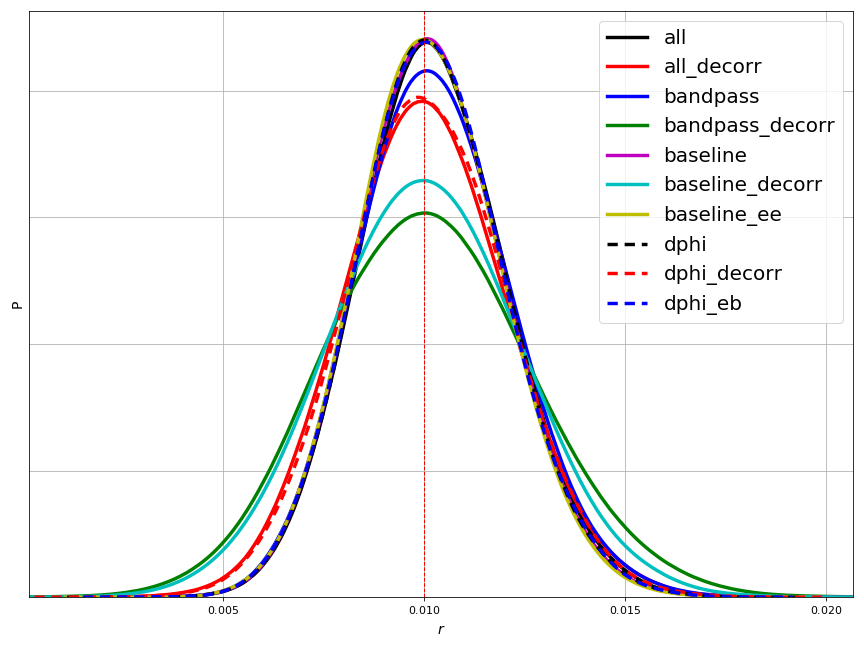 all
all_decorr
bandpass
bandpass_decorr
baseline
baseline_decorr
baseline_ee
dphi
dphi_decorr
dphi_eb
P
0.005 0.010 0.015 0.020
r